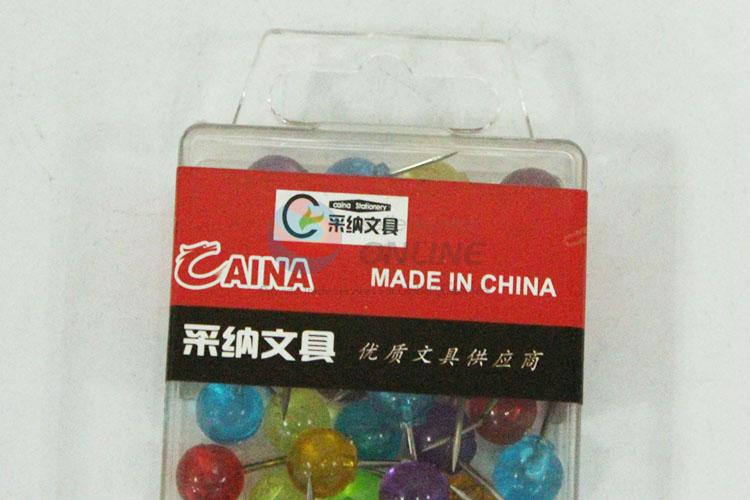 caina Stationery
采纳文具
ONLINE
CAINA
MADE IN CHINA
采纳文具 优质文具供应商